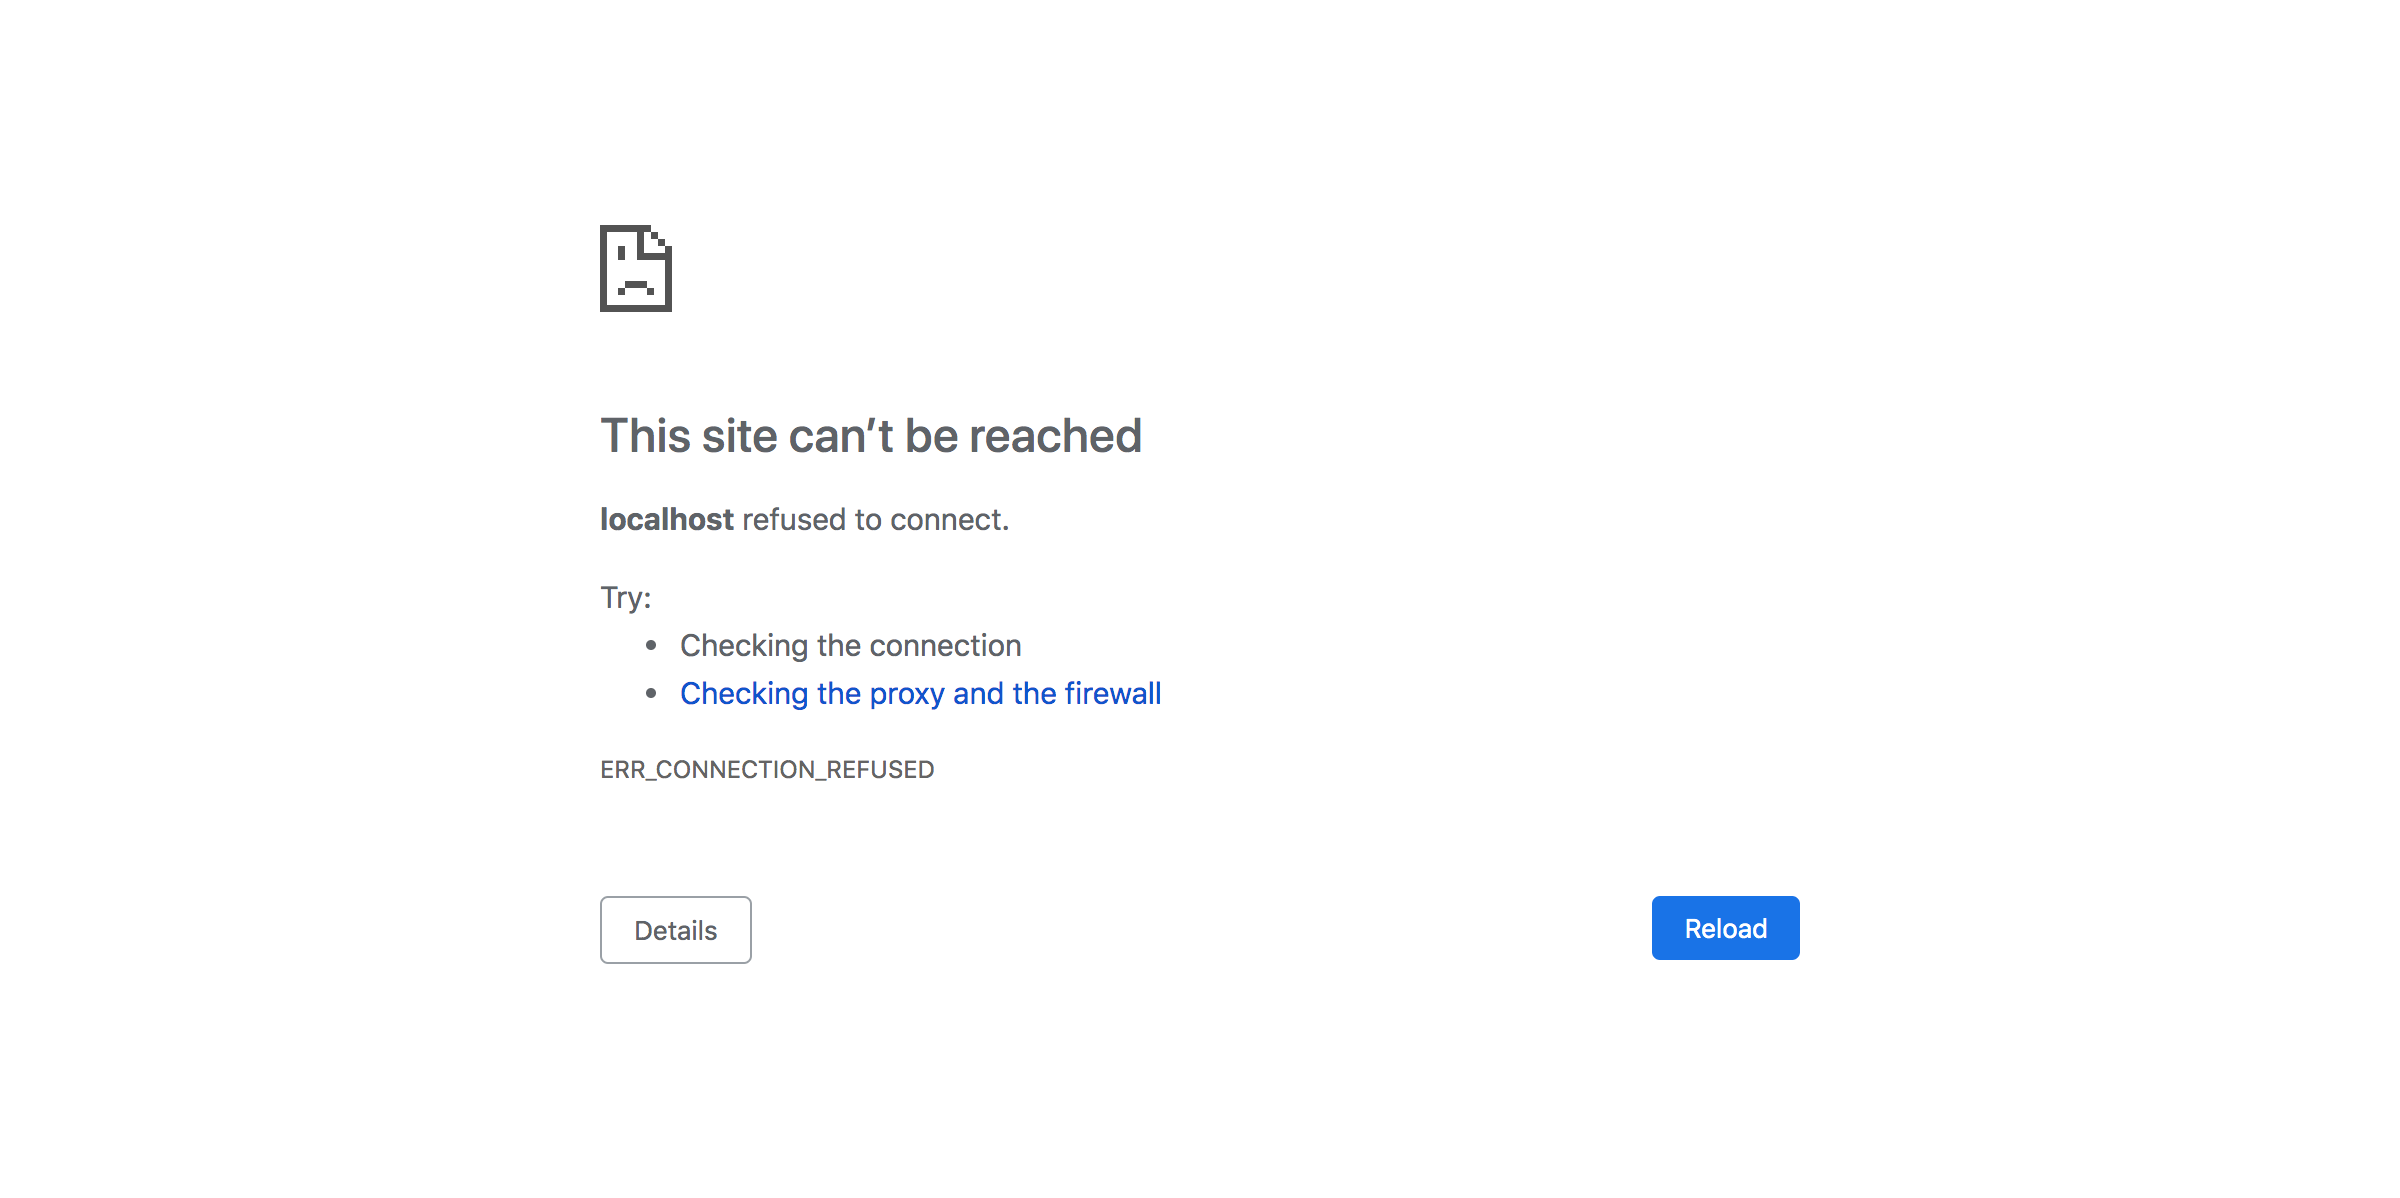 This site can’t be reached
localhost refused to connect.
Try:
• Checking the connection
• Checking the proxy and the firewall
ERR_CONNECTION_REFUSED
Details
Reload